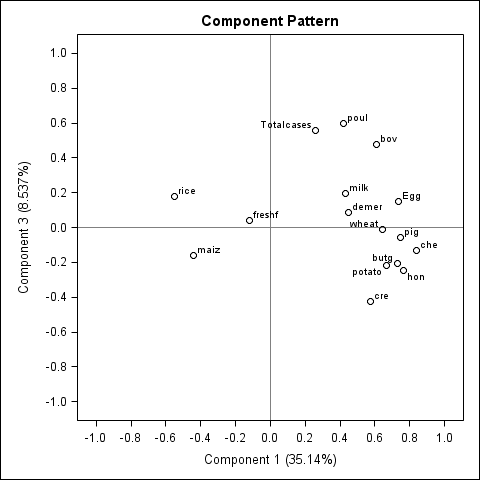 Component Pattern
1.0
0.8
0.6
0.4
0.2
0.0
-0.2
-0.4
-0.6
-0.8
-1.0
Component 3 (8.537%)
Totalcases
poul
bov
rice
milk
Egg
demer
freshf
wheat
pig
che
maiz
butg
potato
hon
cre
-1.0 -0.8 -0.6 -0.4 -0.2 0.0 0.2 0.4 0.6 0.8 1.0
Component 1 (35.14%)